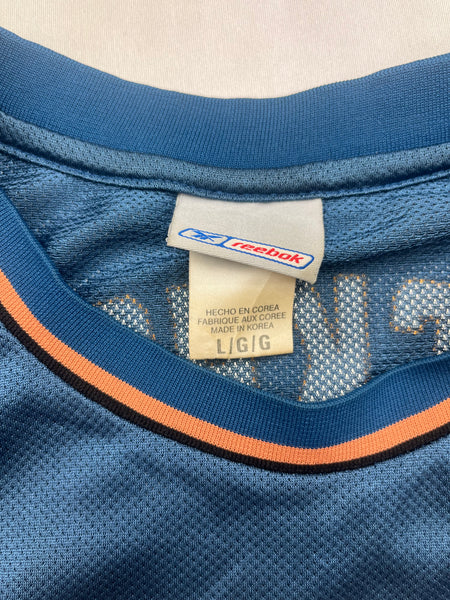 Reebok
HECHO EN COREA
FABRIQUE AUX COREE
MADE IN KOREA
L/G/G